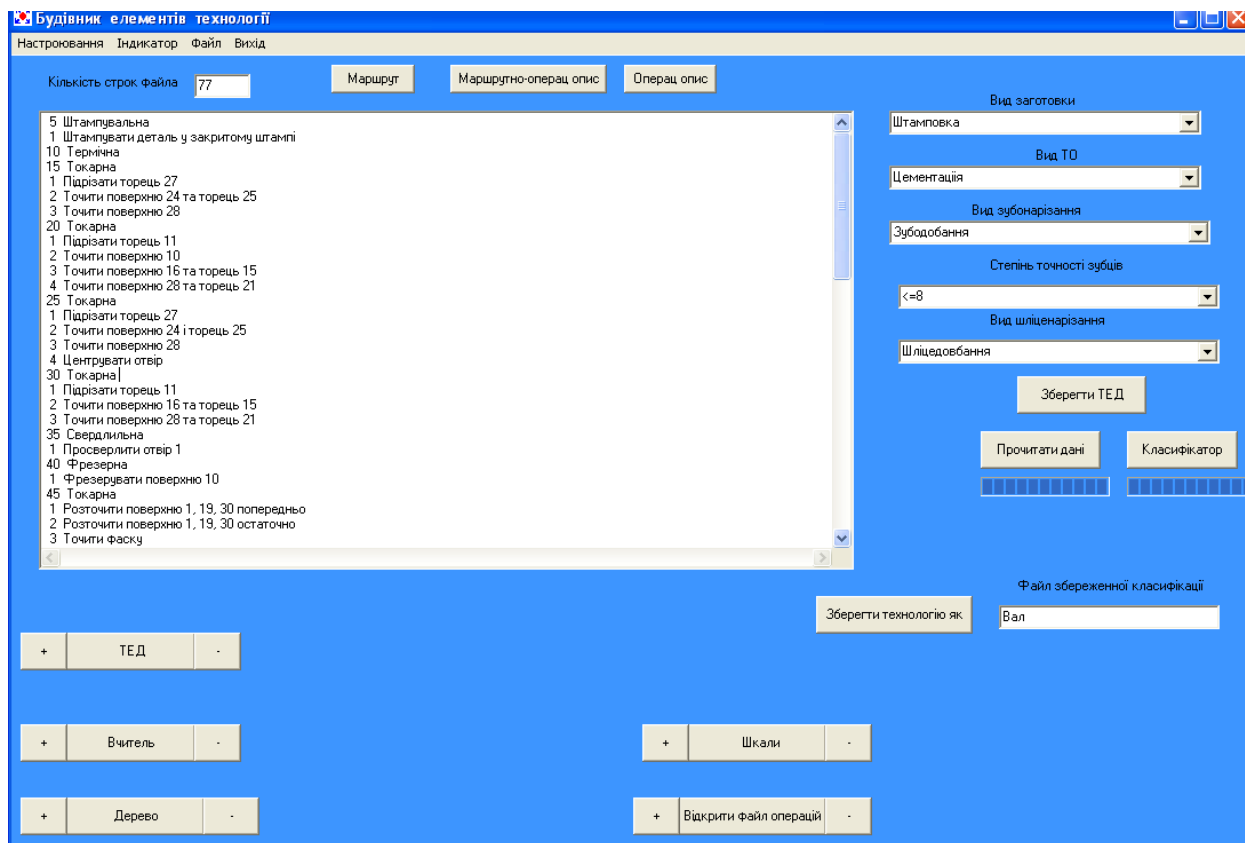 Будівник елементів технології
Настроювання Індикатор Файл Вихід
Кількість строк файла 77 Маршрут Маршрутно-операц опис Операц опис
Вид заготовки
5 Штампувальна
Штамповка
1 Штампувати деталь у закритому штампі
10 Термічна
Вид ТО
15 Токарна
Цементаціія
1 Підрізати торець 27
2 Точити поверхню 24 та торець 25
3 Точити поверхню 28
Вид зубонарізання
20 Токарна
Зубодобання
1 Підрізати торець 11
2 Точити поверхню 10
3 Точити поверхню 16 та торець 15
Степінь точності зубців
4 Точити поверхню 28 та торець 21
25 Токарна
<=8
1 Підрізати торець 27
Вид шліценарізання
2 Точити поверхню 24 і торець 25
3 Точити поверхню 28
Шліцедовбання
4 Центрувати отвір
30 Токарна
1 Підрізати торець 11
Зберегти ТЕД
2 Точити поверхню 16 та торець 15
3 Точити поверхню 28 та торець 21
35 Свердлильна
1 Просверлити отвір 1
Прочитати дані Класифікатор
40 Фрезерна
1 Фрезерувати поверхню 10
45 Токарна
1 Розточити поверхню 1, 19, 30 попередньо
2 Розточити поверхню 1, 19, 30 остаточно
3 Точити фаску
Файл збереженної класифікації
Зберегти технологію як Вал
+ ТЕД -
+ Вчитель - + Шкали -
+ Дерево - + Відкрити файл операцій -